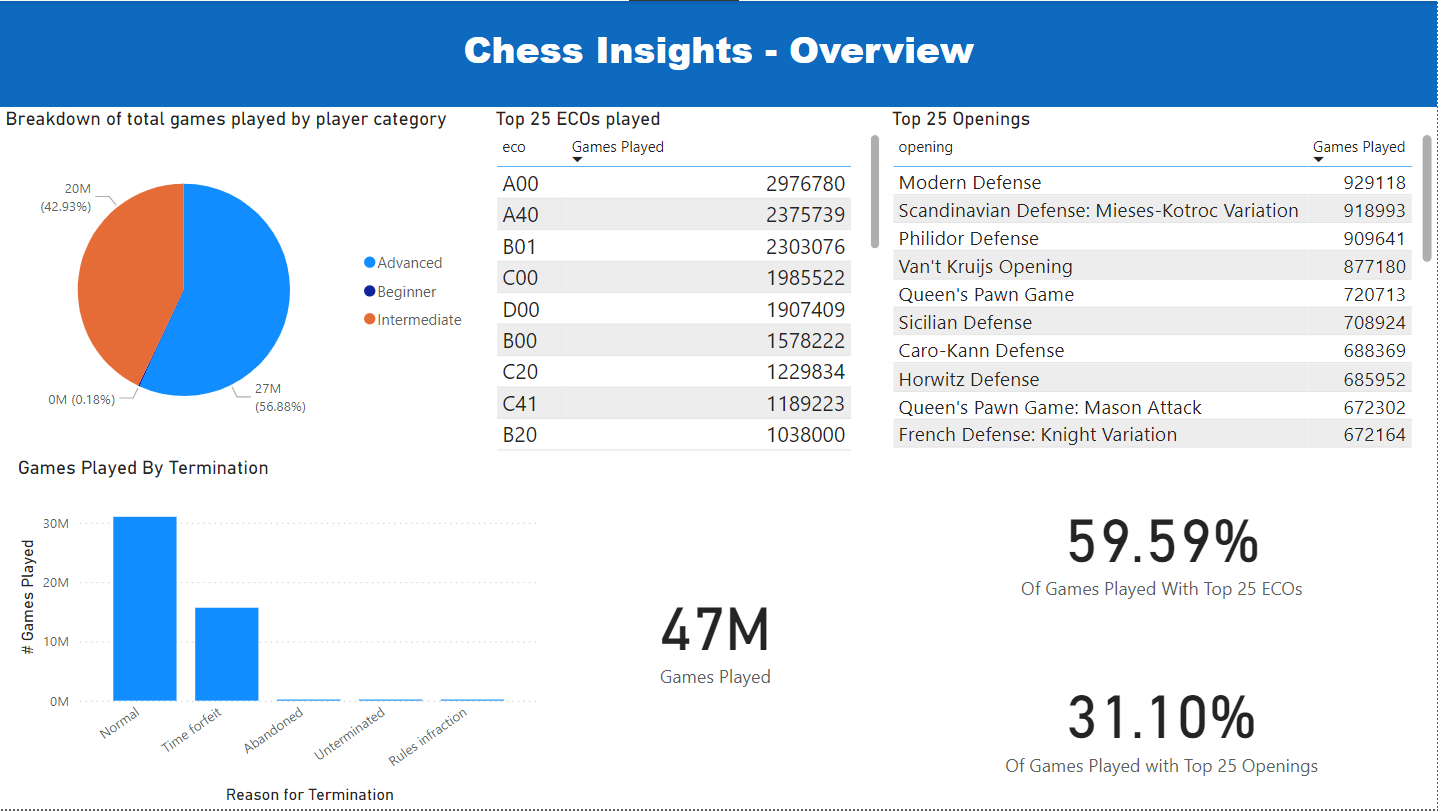 Chess Insights - Overview
Breakdown of total games played by player category
20M
(42.93%)
0M (0.18%)
27M
(56.88%)
Advanced
Beginner
Intermediate
Top 25 ECOs played
eco Games Played
A00 2976780
A40 2375739
B01 2303076
C00 1985522
D00 1907409
B00 1578222
C20 1229834
C41 1189223
B20 1038000
Top 25 Openings
opening Games Played
Modern Defense 929118
Scandinavian Defense: Mieses-Kotroc Variation 918993
Philidor Defense 909641
Van't Kruijs Opening 877180
Queen's Pawn Game 720713
Sicilian Defense 708924
Caro-Kann Defense 688369
Horwitz Defense 685952
Queen's Pawn Game: Mason Attack 672302
French Defense: Knight Variation 672164
Games Played By Termination
# Games Played
30M
20M
10M
0M
Normal
Time forfeit
Abandoned
Unterminated
Rules infraction
Reason for Termination
47M
Games Played
59.59%
Of Games Played With Top 25 ECOs
31.10%
Of Games Played with Top 25 Openings